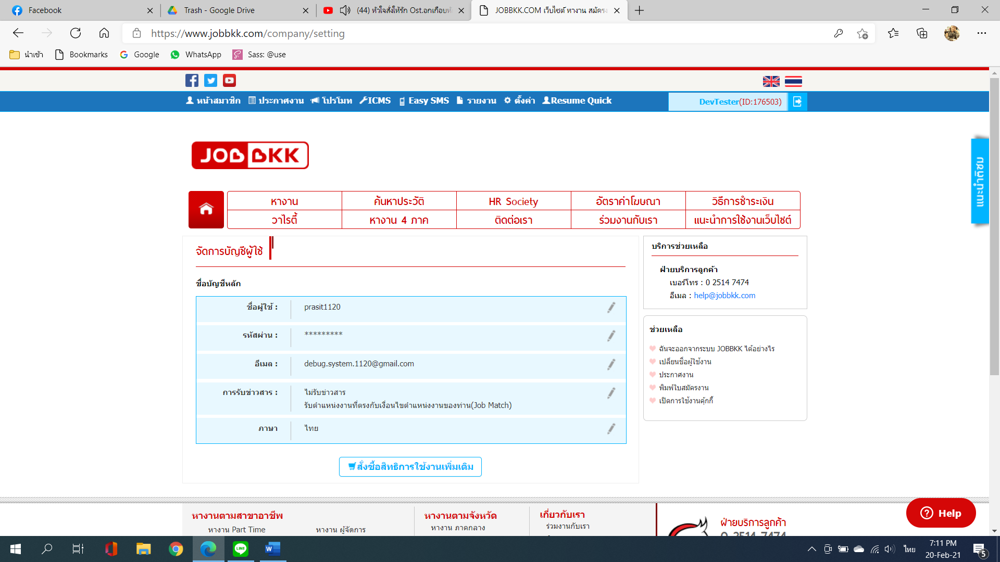 Facebook
Trash - Google Drive
(44) หัวใจสั่งให้รัก Ost.อกเกือบหัก
JOBBKK.COM เว็บไซต์ หางาน สมัครง
https://www.jobbkk.com/company/setting
นำเข้า
Bookmarks
Google
WhatsApp
Sass: @use
หน้าสมาชิก
ประกาศงาน
โปรโมท
ICMS
Easy SMS
รายงาน
ตั้งค่า
Resume Quick
DevTester(ID:176503)
JOBBKK
แนะนำติชม
หางาน
ค้นหาประวัติ
HR Society
อัตราค่าโฆษณา
วิธีการชำระเงิน
วาไรตี้
หางาน 4 ภาค
ติดต่อเรา
ร่วมงานกับเรา
แนะนำการใช้งานเว็บไซต์
จัดการบัญชีผู้ใช้
ชื่อบัญชีหลัก
ชื่อผู้ใช้ : prasit1120
รหัสผ่าน : *********
อีเมล : debug.system.1120@gmail.com
การรับข่าวสาร : ไม่รับข่าวสาร
รับตำแหน่งงานที่ตรงกับเงื่อนไขตำแหน่งงานของท่าน(Job Match)
ภาษา ไทย
สั่งซื้อสิทธิการใช้งานเพิ่มเติม
บริการช่วยเหลือ
ฝ่ายบริการลูกค้า
เบอร์โทร : 0 2514 7474
อีเมล : help@jobbkk.com
ช่วยเหลือ
ฉันจะออกจากระบบ JOBBKK ได้อย่างไร
เปลี่ยนชื่อผู้ใช้งาน
ประกาศงาน
พิมพ์ใบสมัครงาน
เปิดการใช้งานคุ้กกี้
หางานตามสาขาอาชีพ
หางาน Part Time
หางาน ผู้จัดการ
หางานตามจังหวัด
หางาน ภาคกลาง
เกี่ยวกับเรา
ร่วมงานกับเรา
ฝ่ายบริการลูกค้า
0 2514 7474
Help
ไทย
7:11 PM
20-Feb-21
5